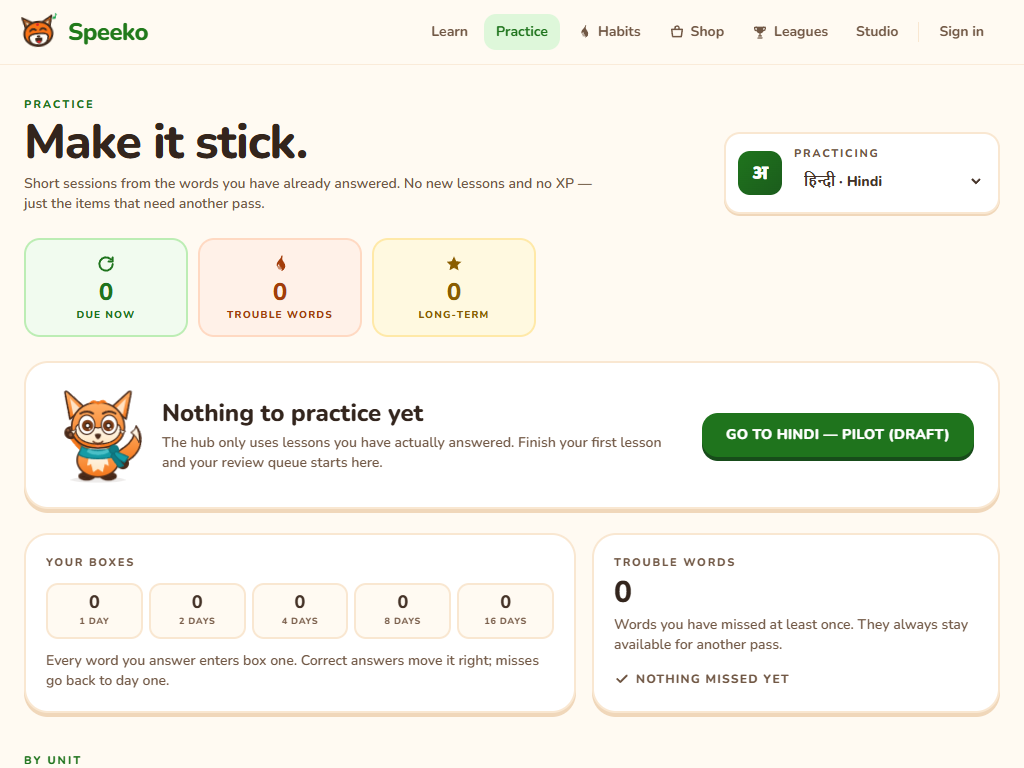 Speeko
Learn
Practice
Habits
Shop
Leagues
Studio
Sign in
PRACTICE
Make it stick.
Short sessions from the words you have already answered. No new lessons and no XP —
just the items that need another pass.
अ
PRACTICING
हिन्दी · Hindi
0
DUE NOW
0
TROUBLE WORDS
0
LONG-TERM
Nothing to practice yet
The hub only uses lessons you have actually answered. Finish your first lesson
and your review queue starts here.
GO TO HINDI — PILOT (DRAFT)
YOUR BOXES
0
1 DAY
0
2 DAYS
0
4 DAYS
0
8 DAYS
0
16 DAYS
Every word you answer enters box one. Correct answers move it right; misses
go back to day one.
TROUBLE WORDS
0
Words you have missed at least once. They always stay
available for another pass.
NOTHING MISSED YET
BY UNIT